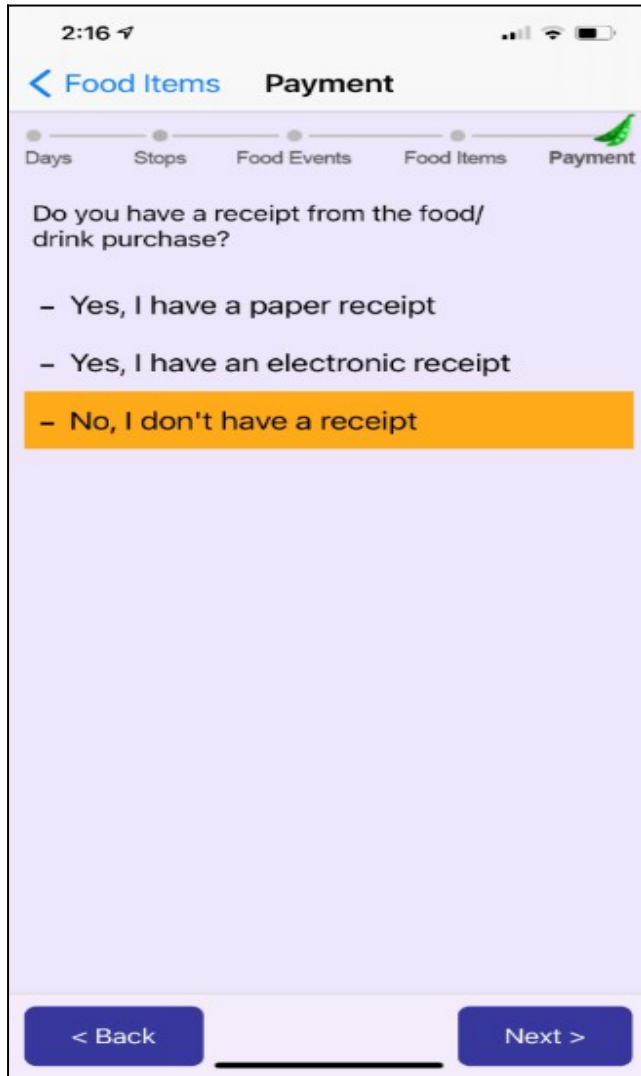 2:16
Food Items Payment
Days Stops Food Events Food Items Payment
Do you have a receipt from the food/
drink purchase?
– Yes, I have a paper receipt
– Yes, I have an electronic receipt
– No, I don't have a receipt
< Back Next >